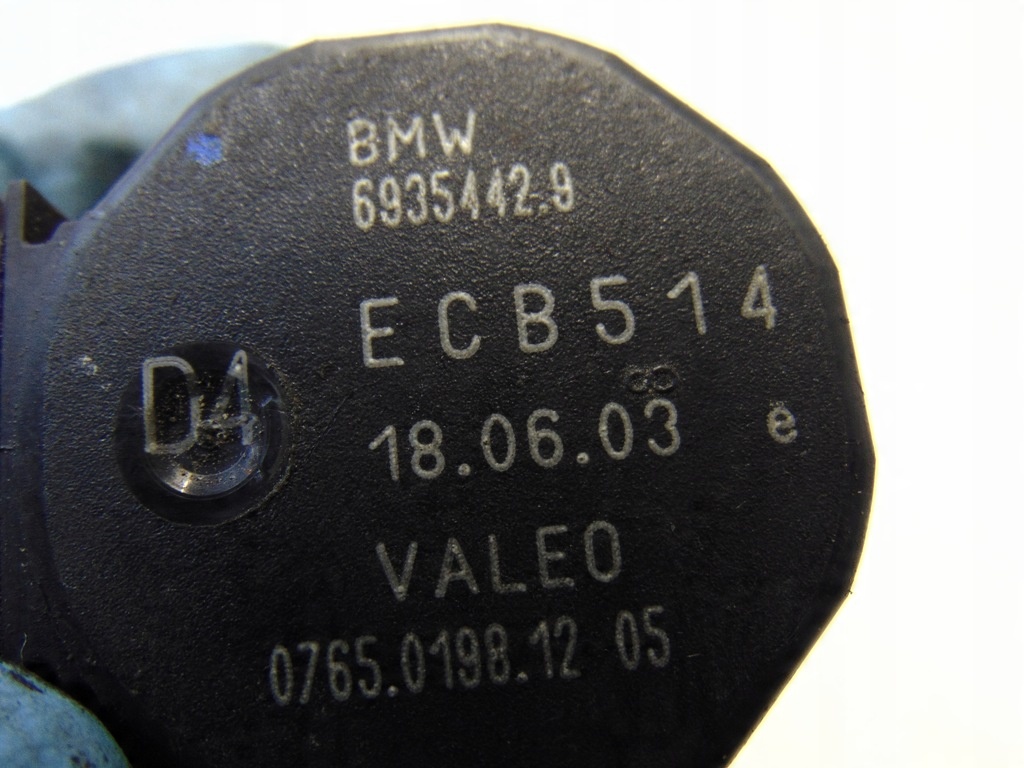 BMW
6935442.9
ECB514
D4
18.06.03 e
VALEO
0765.0198.12 05